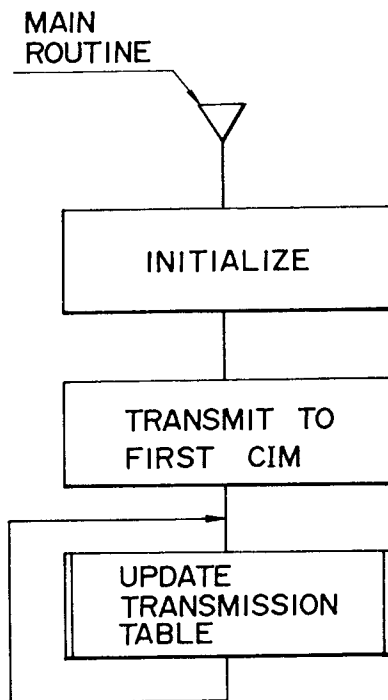 MAIN
ROUTINE
INITIALIZE
TRANSMIT TO
FIRST CIM
UPDATE
TRANSMISSION
TABLE